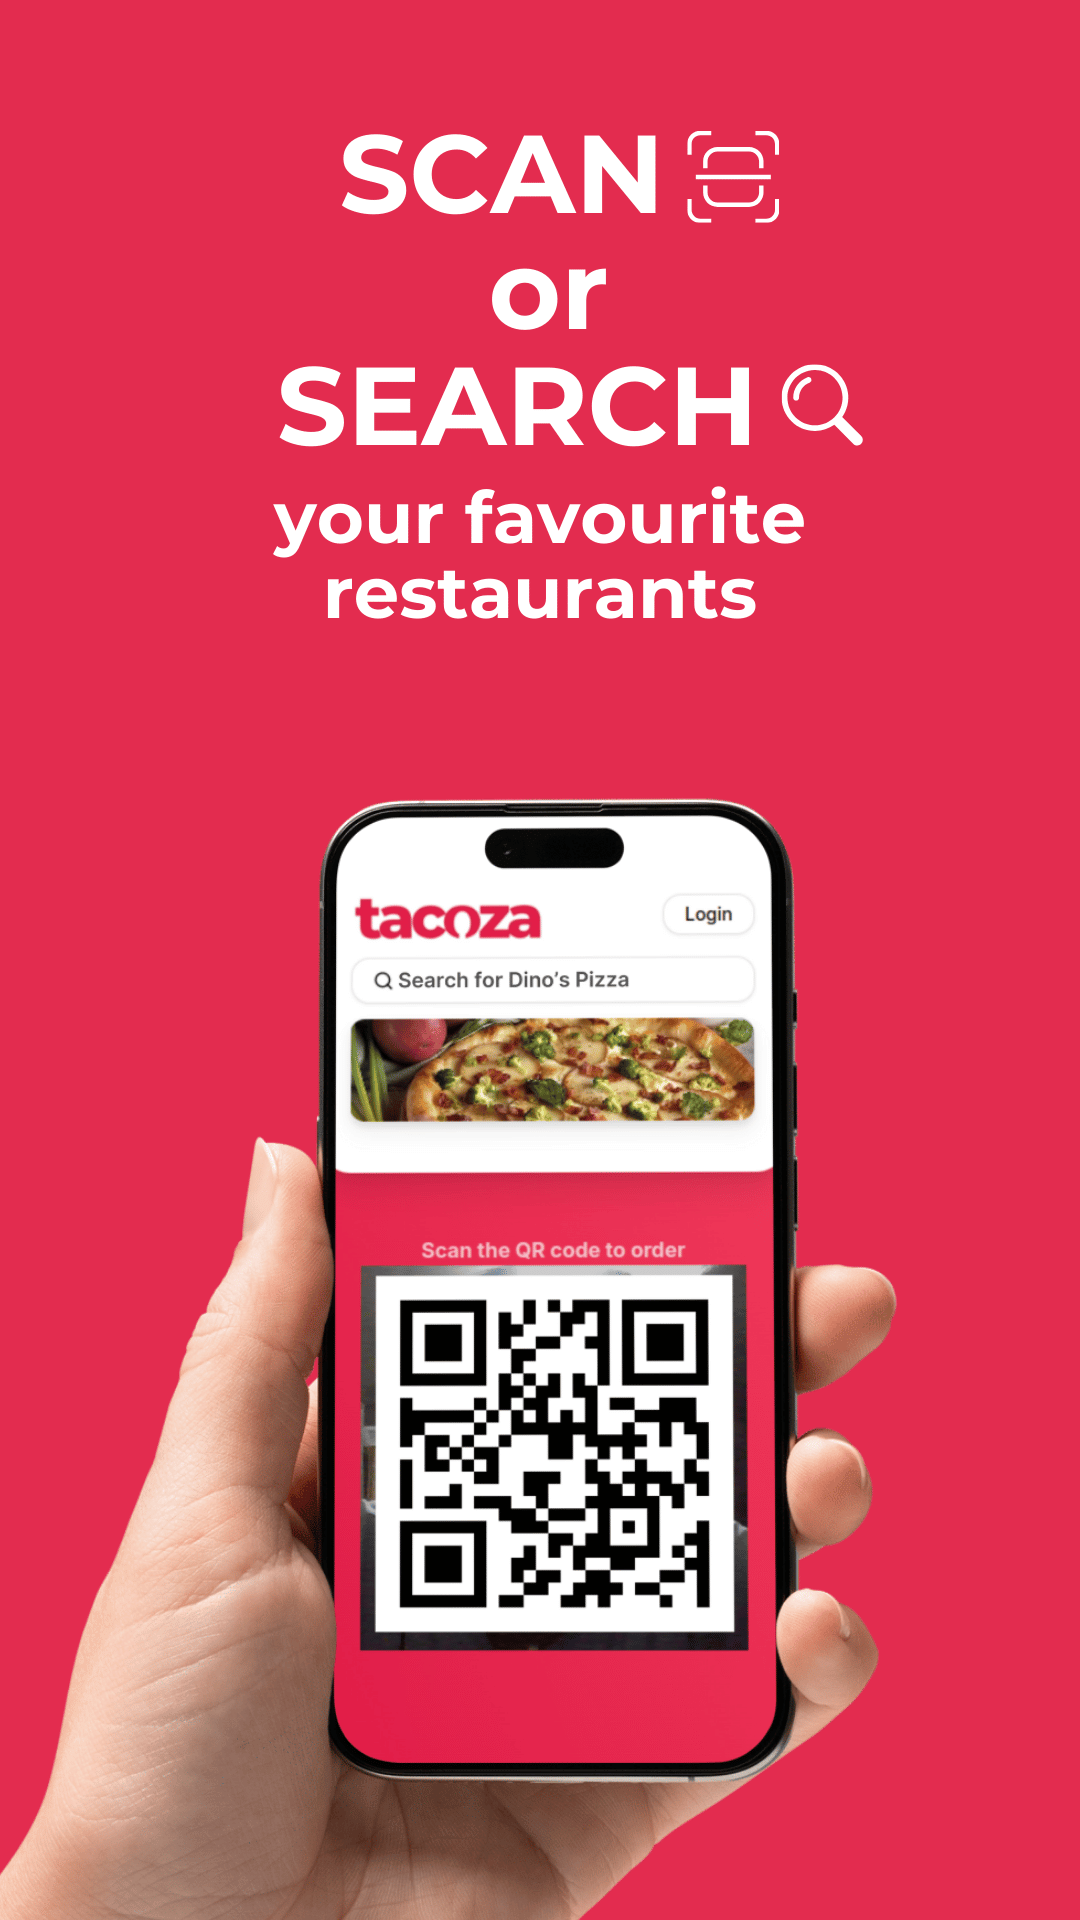 SCAN
or
SEARCH
your favourite
restaurants
tacoza
Login
Search for Dino's Pizza
Scan the QR code to order